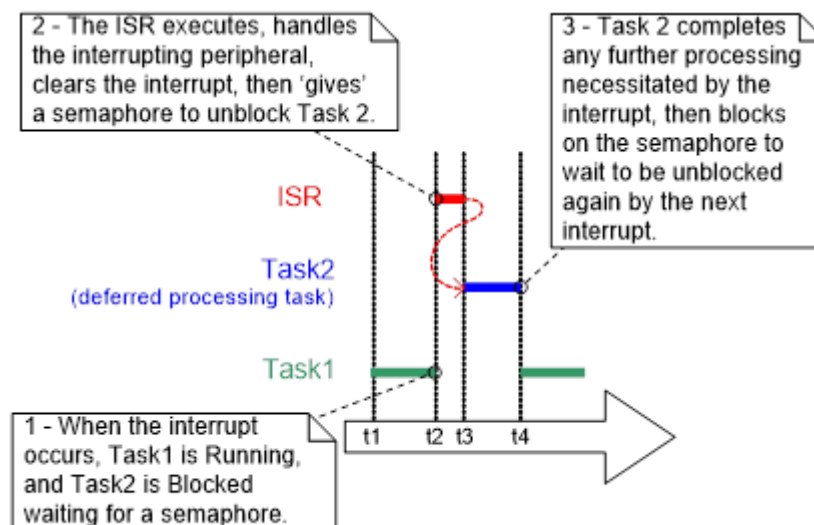 2 - The ISR executes, handles
the interrupting peripheral,
clears the interrupt, then ‘gives’
a semaphore to unblock Task 2.
3 - Task 2 completes
any further processing
necessitated by the
interrupt, then blocks
on the semaphore to
wait to be unblocked
again by the next
interrupt.
ISR
Task2
(deferred processing task)
Task1
t1 t2 t3 t4
1 - When the interrupt
occurs, Task1 is Running,
and Task2 is Blocked
waiting for a semaphore.